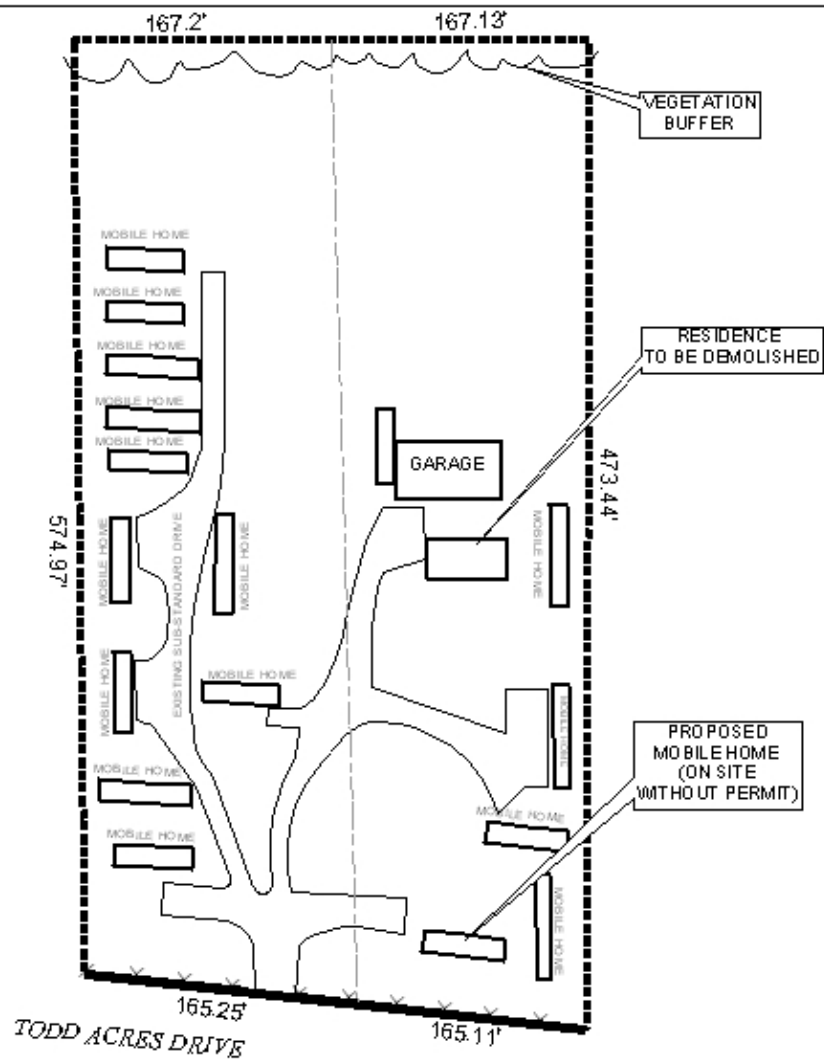 167.2' 167.13'
VEGETATION
BUFFER
MOBILE HOME
MOBILE HOME
RESIDENCE
TO BE DEMOLISHED
MOBILE HOME
MOBILE HOME
MOBILE HOME
GARAGE
473.44'
574.97'
MOBILE HOME
EXISTING SUB-STANDARD DRIVE
MOBILE HOME
MOBILE HOME
MOBILE HOME
MOBILE HOME
MOBILE HOME
PROPOSED
MOBILE HOME
(ON SITE
WITHOUT PERMIT)
MOBILE HOME
MOBILE HOME
MOBILE HOME
MOBILE HOME
165.25'
165.11'
TODD ACRES DRIVE